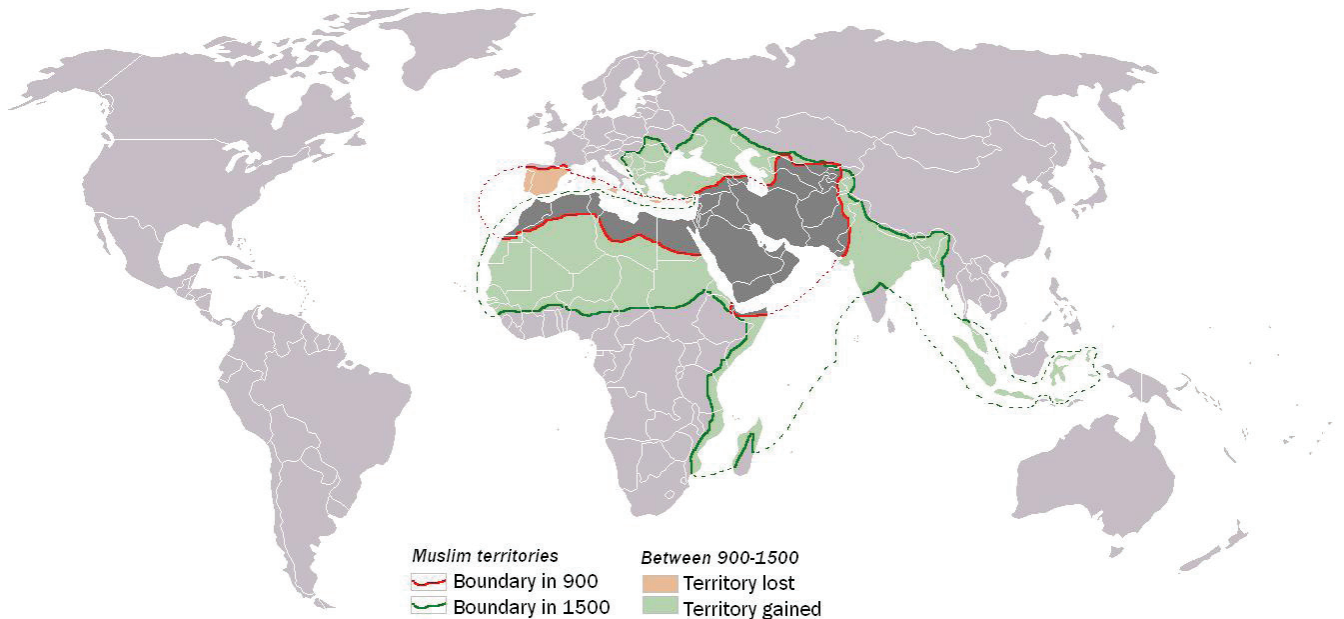 Muslim territories
Boundary in 900
Boundary in 1500
Between 900-1500
Territory lost
Territory gained